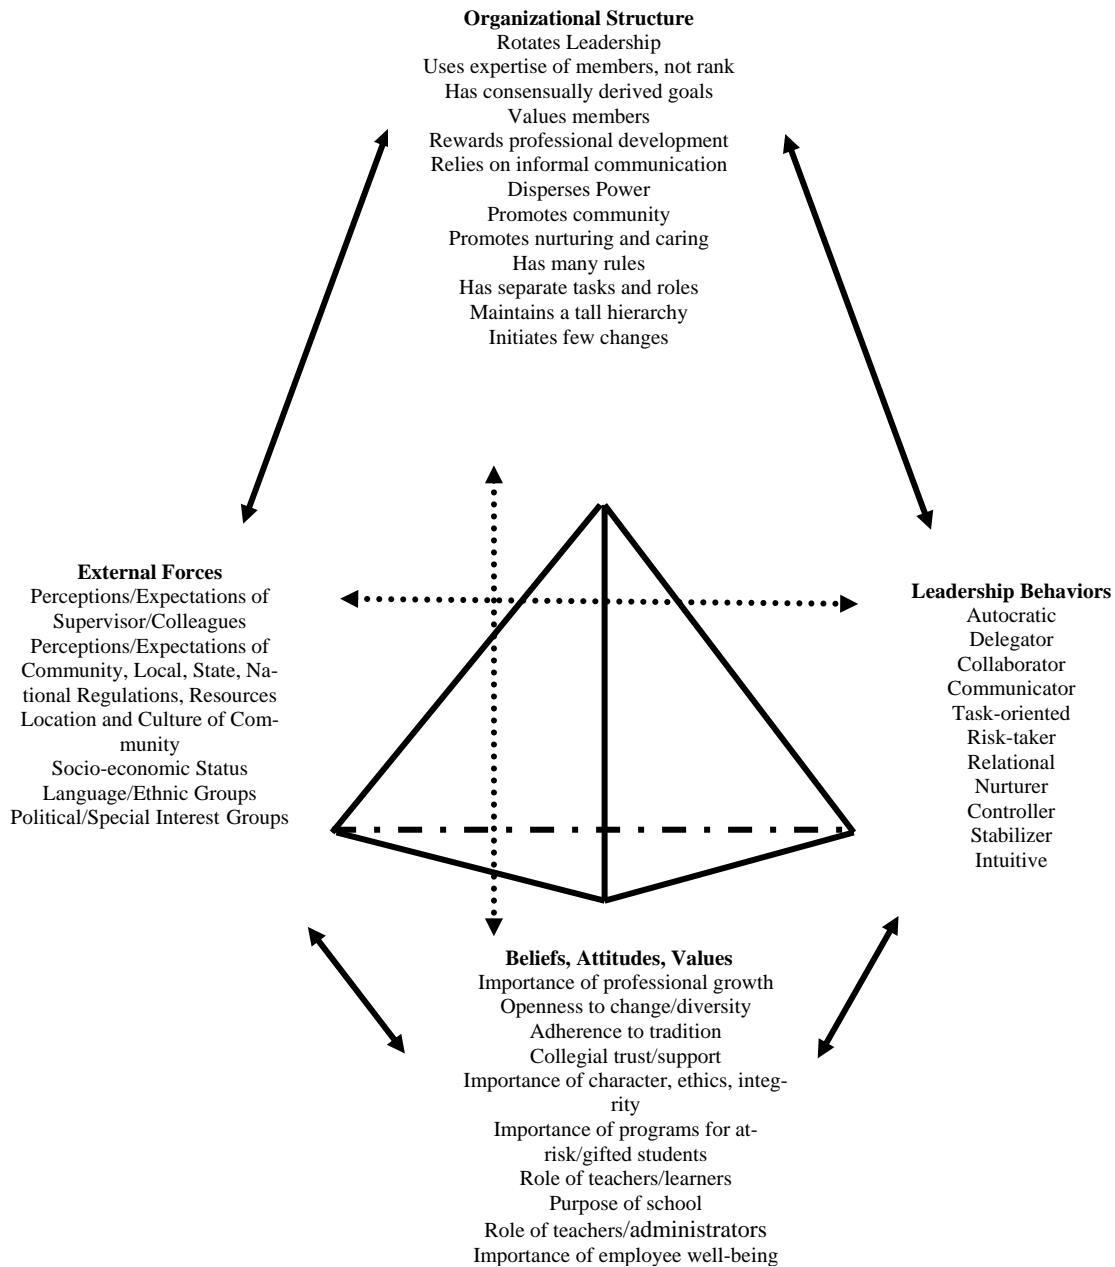 Organizational Structure
Rotates Leadership
Uses expertise of members, not rank
Has consensually derived goals
Values members
Rewards professional development
Relies on informal communication
Disperses Power
Promotes community
Promotes nurturing and caring
Has many rules
Has separate tasks and roles
Maintains a tall hierarchy
Initiates few changes
External Forces
Perceptions/Expectations of
Supervisor/Colleagues
Perceptions/Expectations of
Community, Local, State, Na-
tional Regulations, Resources
Location and Culture of Com-
munity
Socio-economic Status
Language/Ethnic Groups
Political/Special Interest Groups
Leadership Behaviors
Autocratic
Delegator
Collaborator
Communicator
Task-oriented
Risk-taker
Relational
Nurturer
Controller
Stabilizer
Intuitive
Beliefs, Attitudes, Values
Importance of professional growth
Openness to change/diversity
Adherence to tradition
Collegial trust/support
Importance of character, ethics, integ-
rity
Importance of programs for at-
risk/gifted students
Role of teachers/learners
Purpose of school
Role of teachers/administrators
Importance of employee well-being